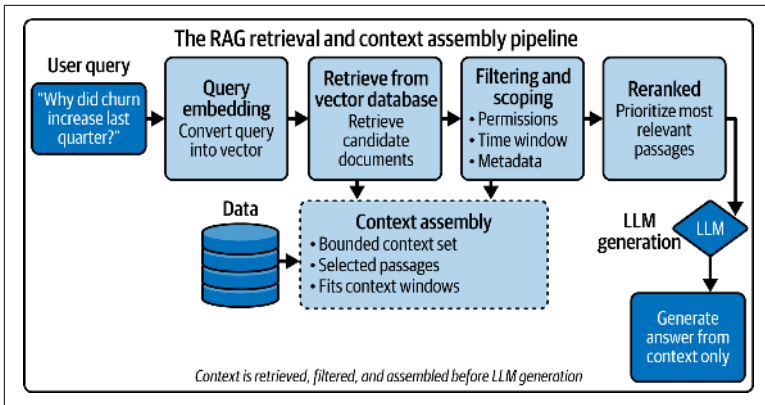 The RAG retrieval and context assembly pipeline
User query
"Why did churn
increase last
quarter?"
Query
embedding
Convert query
into vector
Retrieve from
vector database
Retrieve
candidate
documents
Filtering and
scoping
• Permissions
• Time window
• Metadata
Reranked
Prioritize most
relevant
passages
Data
Context assembly
• Bounded context set
• Selected passages
• Fits context windows
LLM
generation
LLM
Generate
answer from
context only
Context is retrieved, filtered, and assembled before LLM generation